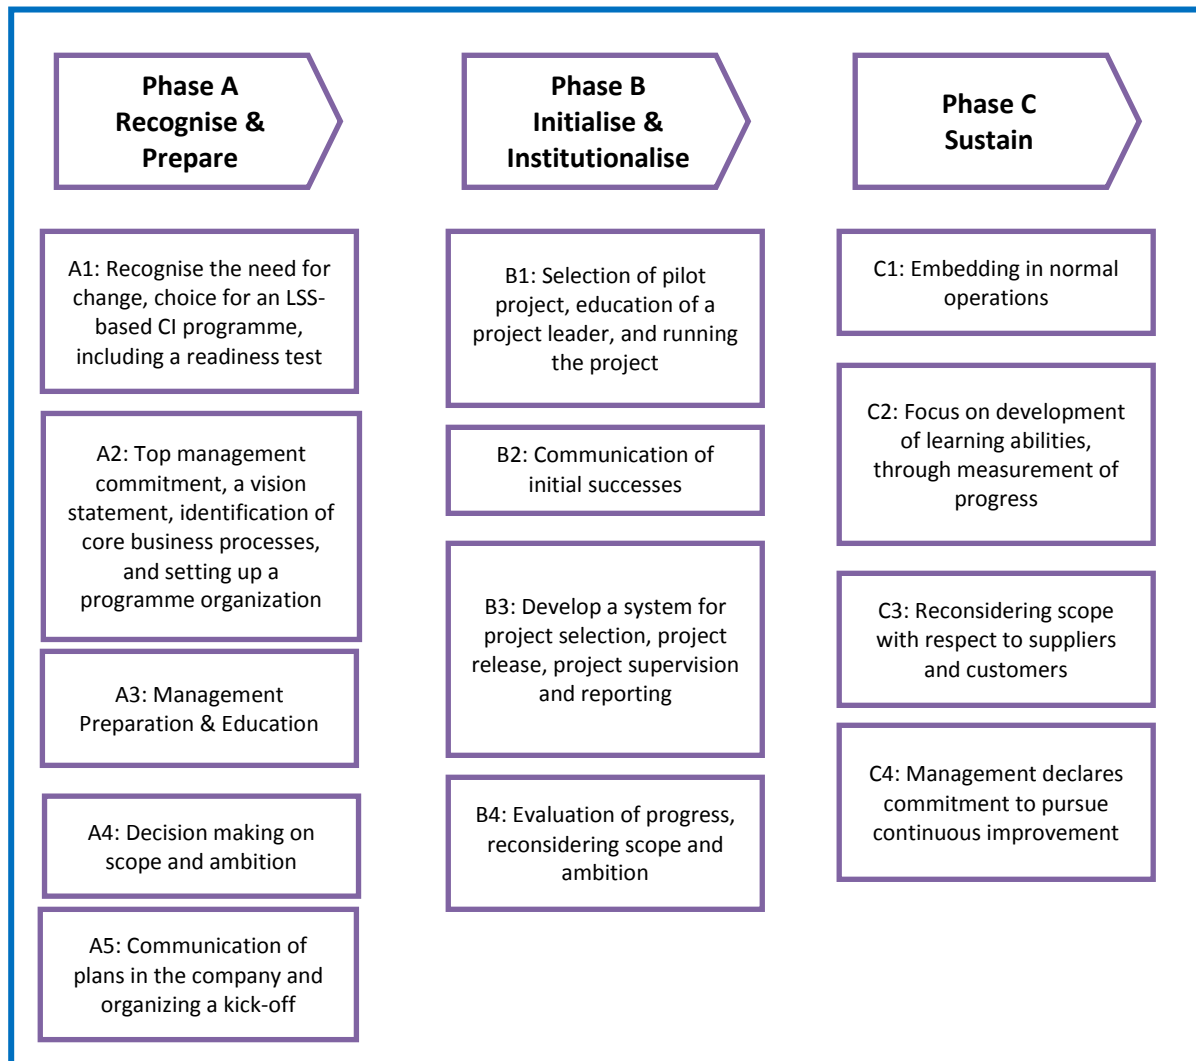 Phase A
Recognise &
Prepare
Phase B
Initialise &
Institutionalise
Phase C
Sustain
A1: Recognise the need for
change, choice for an LSS-
based CI programme,
including a readiness test
A2: Top management
commitment, a vision
statement, identification of
core business processes,
and setting up a
programme organization
A3: Management
Preparation & Education
A4: Decision making on
scope and ambition
A5: Communication of
plans in the company and
organizing a kick-off
B1: Selection of pilot
project, education of a
project leader, and running
the project
B2: Communication of
initial successes
B3: Develop a system for
project selection, project
release, project supervision
and reporting
B4: Evaluation of progress,
reconsidering scope and
ambition
C1: Embedding in normal
operations
C2: Focus on development
of learning abilities,
through measurement of
progress
C3: Reconsidering scope
with respect to suppliers
and customers
C4: Management declares
commitment to pursue
continuous improvement